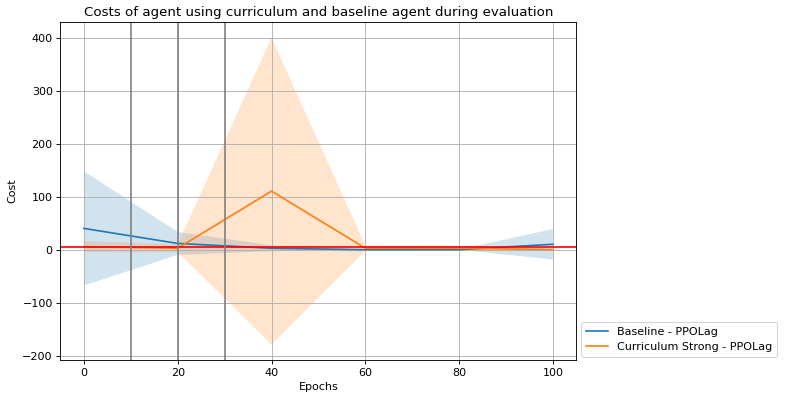 Costs of agent using curriculum and baseline agent during evaluation
400
300
200
100
0
−100
−200
Cost
0 20 40 60 80 100
Epochs
Baseline - PPOLag
Curriculum Strong - PPOLag